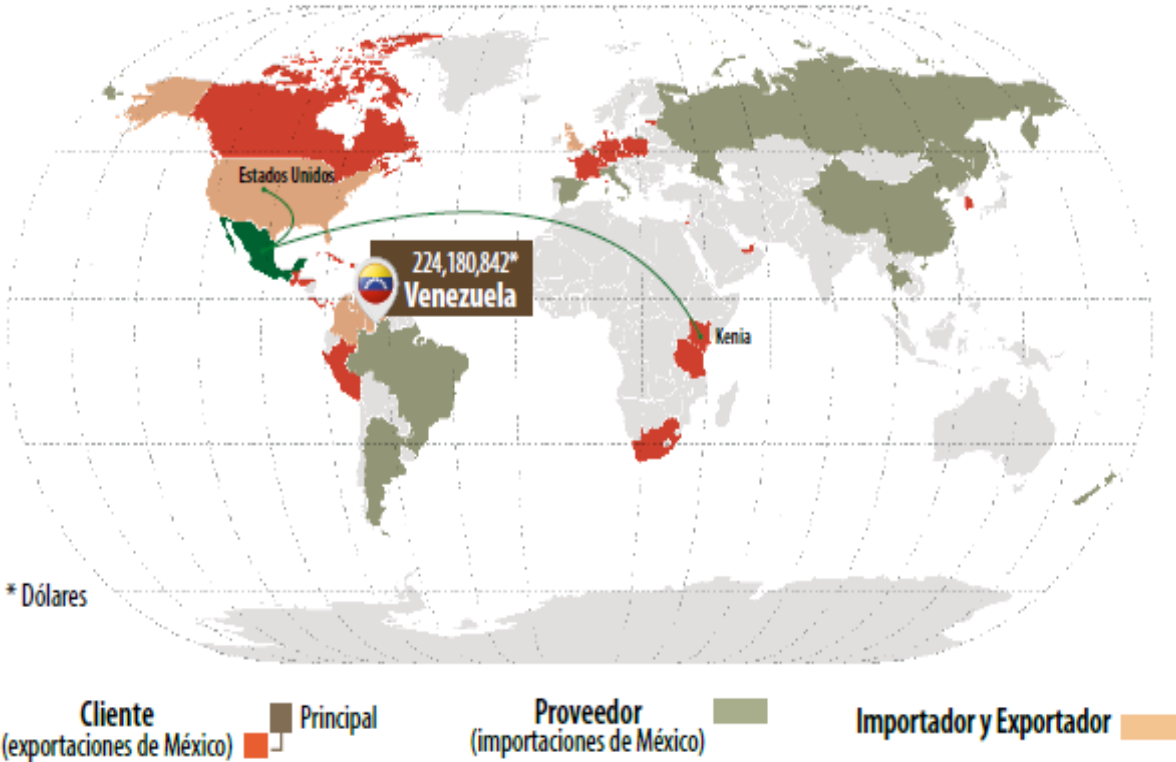 Estados Unidos
224,180,842*
Venezuela
Kenia
* Dólares
Cliente
(exportaciones de México)
Principal
Proveedor
(importaciones de México)
Importador y Exportador